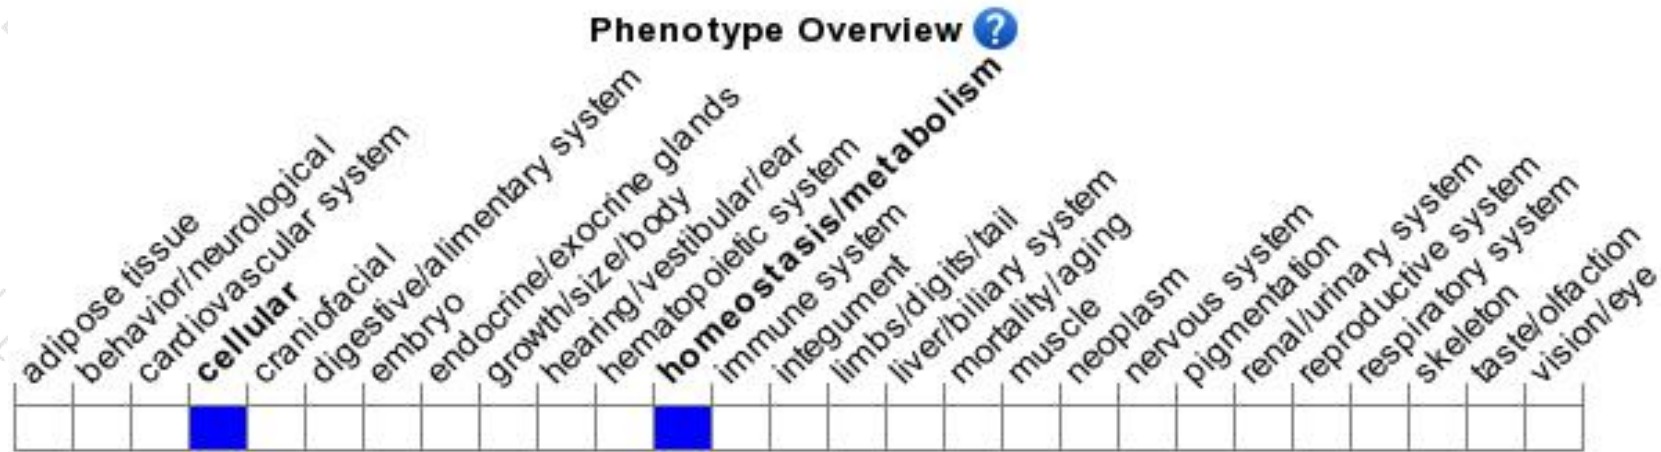 Phenotype Overview ?
adipose tissue
behavior/neurological
cardiovascular system
cellular
craniofacial
digestive/alimentary system
embryo
endocrine/exocrine glands
growth/size/body
hearing/vestibular/ear
hematopoietic system
homeostasis/metabolism
immune system
integument
limbs/digits/tail
liver/biliary system
mortality/aging
muscle
neoplasm
nervous system
pigmentation
renal/urinary system
reproductive system
respiratory system
skeleton
taste/olfaction
vision/eye